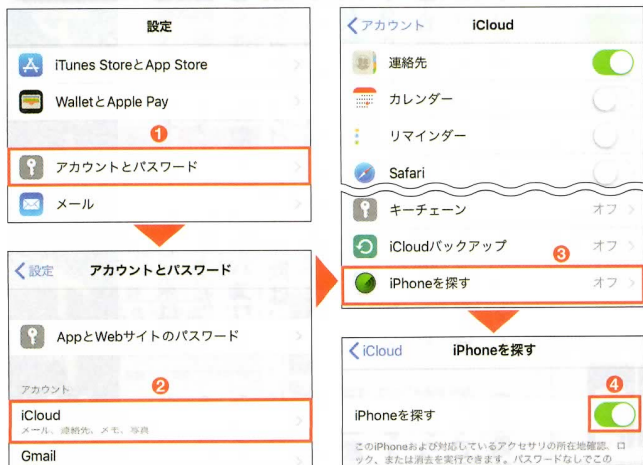 設定
iTunes StoreとApp Store
WalletとApple Pay
❶
アカウントとパスワード
メール
設定
アカウントとパスワード
AppとWebサイトのパスワード
アカウント
❷
iCloud
メール、連絡先、メモ、写真
Gmail
アカウント
iCloud
連絡先
カレンダー
リマインダー
Safari
キーチェーン
オフ
iCloudバックアップ
オフ
❸
iPhoneを探す
オフ
iCloud
iPhoneを探す
❹
iPhoneを探す
このiPhoneおよび対応しているアクセサリの所在地確認、ロ
ック、または消去を実行できます。パスワードなしでこの